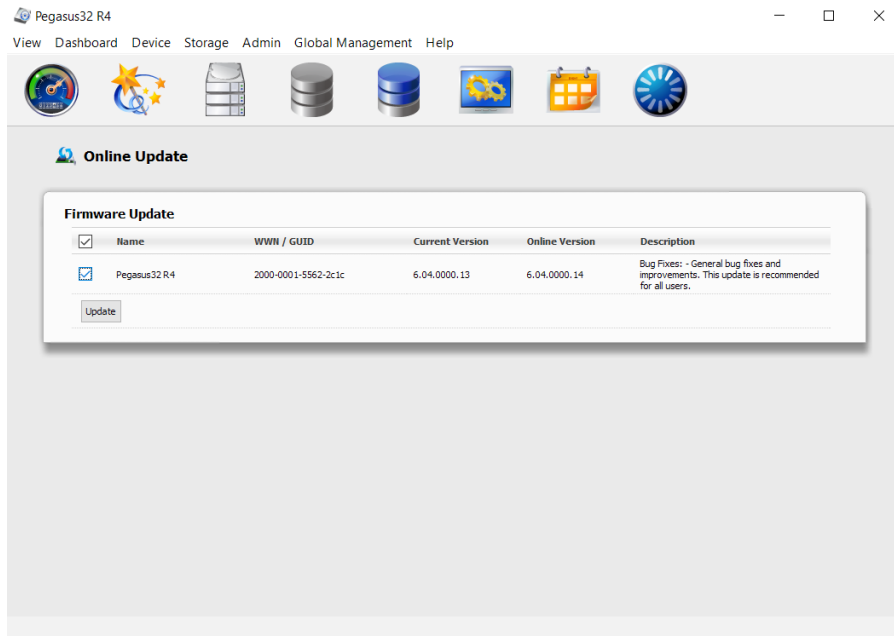 Pegasus32 R4
View Dashboard Device Storage Admin Global Management Help
Online Update
Firmware Update
Name WWN / GUID Current Version Online Version Description
Pegasus32 R4 2000-0001-5562-2c1c 6.04.0000.13 6.04.0000.14 Bug Fixes: - General bug fixes and
improvements. This update is recommended
for all users.
Update